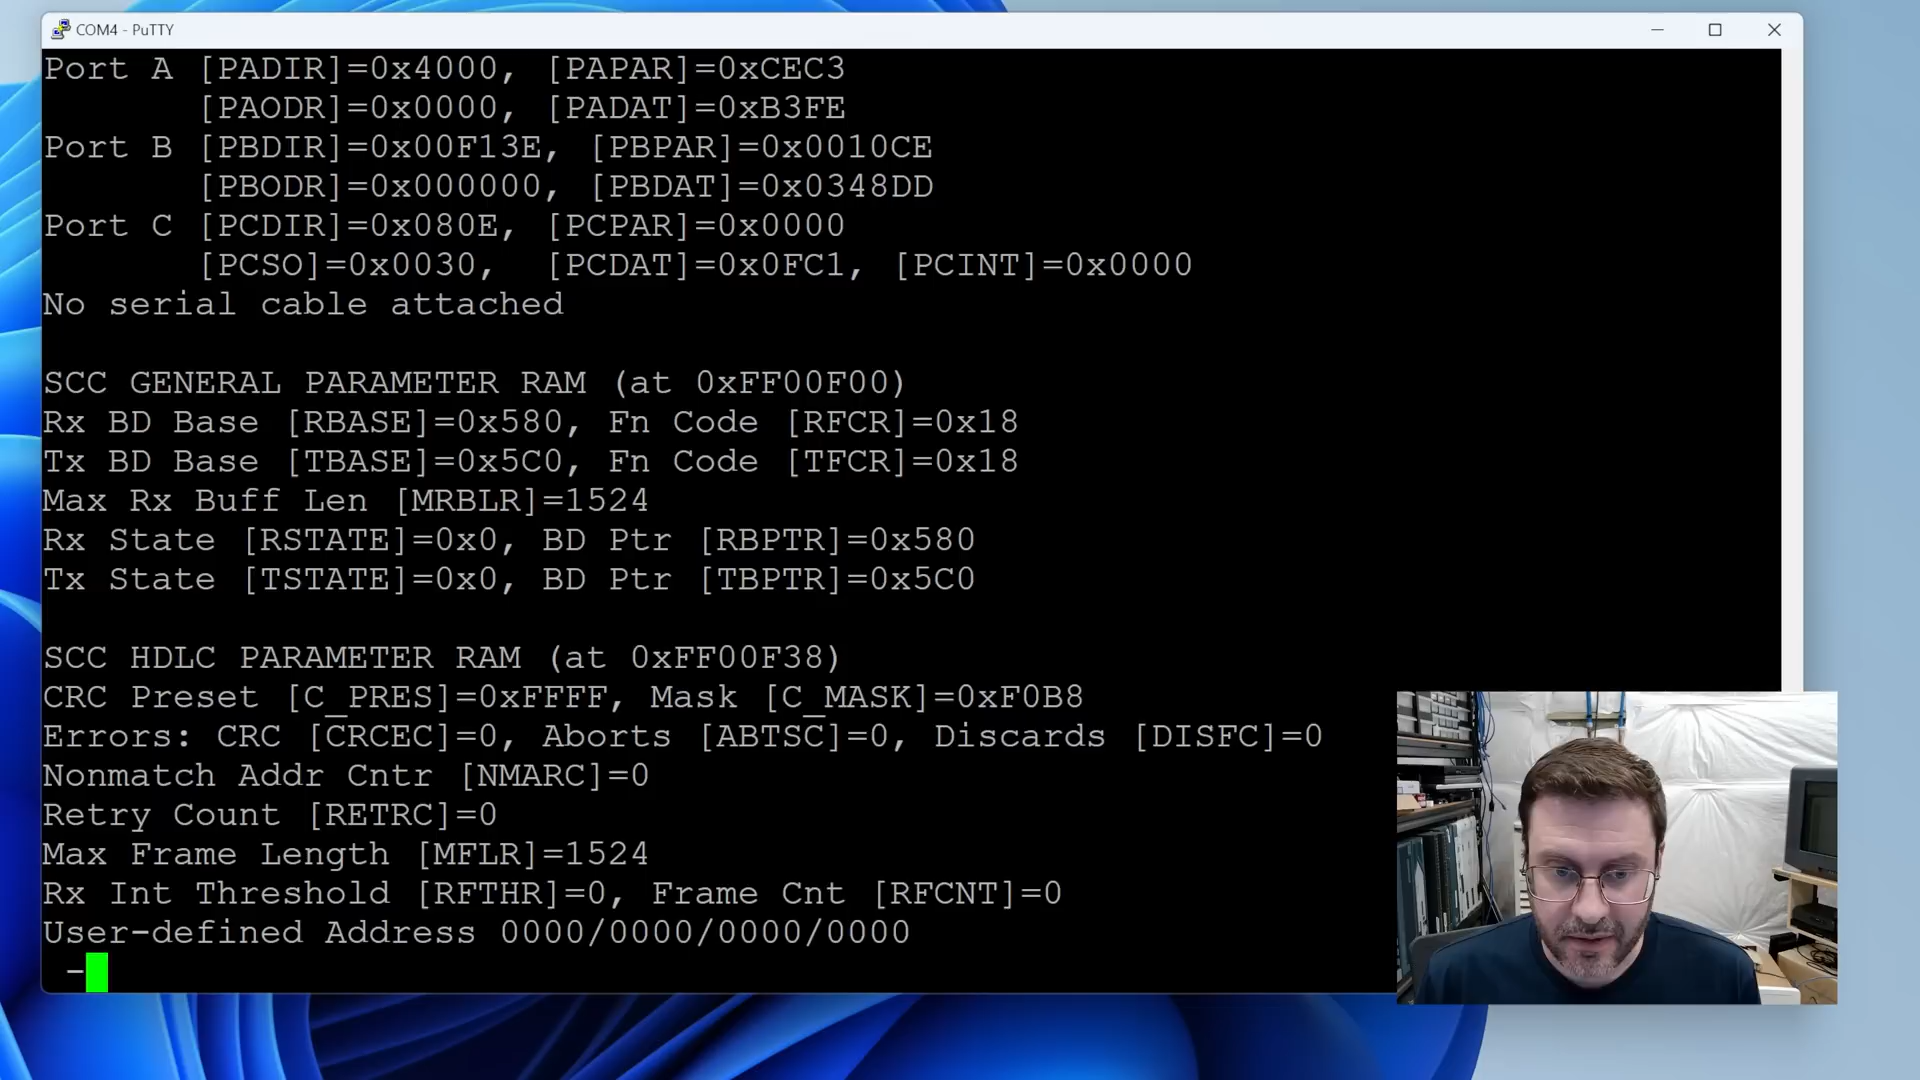 COM4 - PuTTY
Port A [PADIR]=0x4000, [PAPAR]=0xCEC3
[PAODR]=0x0000, [PADAT]=0xB3FE
Port B [PBDIR]=0x00F13E, [PBPAR]=0x0010CE
[PBODR]=0x000000, [PBDAT]=0x0348DD
Port C [PCDIR]=0x080E, [PCPAR]=0x0000
[PCSO]=0x0030, [PCDAT]=0x0FC1, [PCINT]=0x0000
No serial cable attached
SCC GENERAL PARAMETER RAM (at 0xFF00F00)
Rx BD Base [RBASE]=0x580, Fn Code [RFCR]=0x18
Tx BD Base [TBASE]=0x5C0, Fn Code [TFCR]=0x18
Max Rx Buff Len [MRBLR]=1524
Rx State [RSTATE]=0x0, BD Ptr [RBPTR]=0x580
Tx State [TSTATE]=0x0, BD Ptr [TBPTR]=0x5C0
SCC HDLC PARAMETER RAM (at 0xFF00F38)
CRC Preset [C_PRES]=0xFFFF, Mask [C_MASK]=0xF0B8
Errors: CRC [CRCEC]=0, Aborts [ABTSC]=0, Discards [DISFC]=0
Nonmatch Addr Cntr [NMARC]=0
Retry Count [RETRC]=0
Max Frame Length [MFLR]=1524
Rx Int Threshold [RFTHR]=0, Frame Cnt [RFCNT]=0
User-defined Address 0000/0000/0000/0000
-